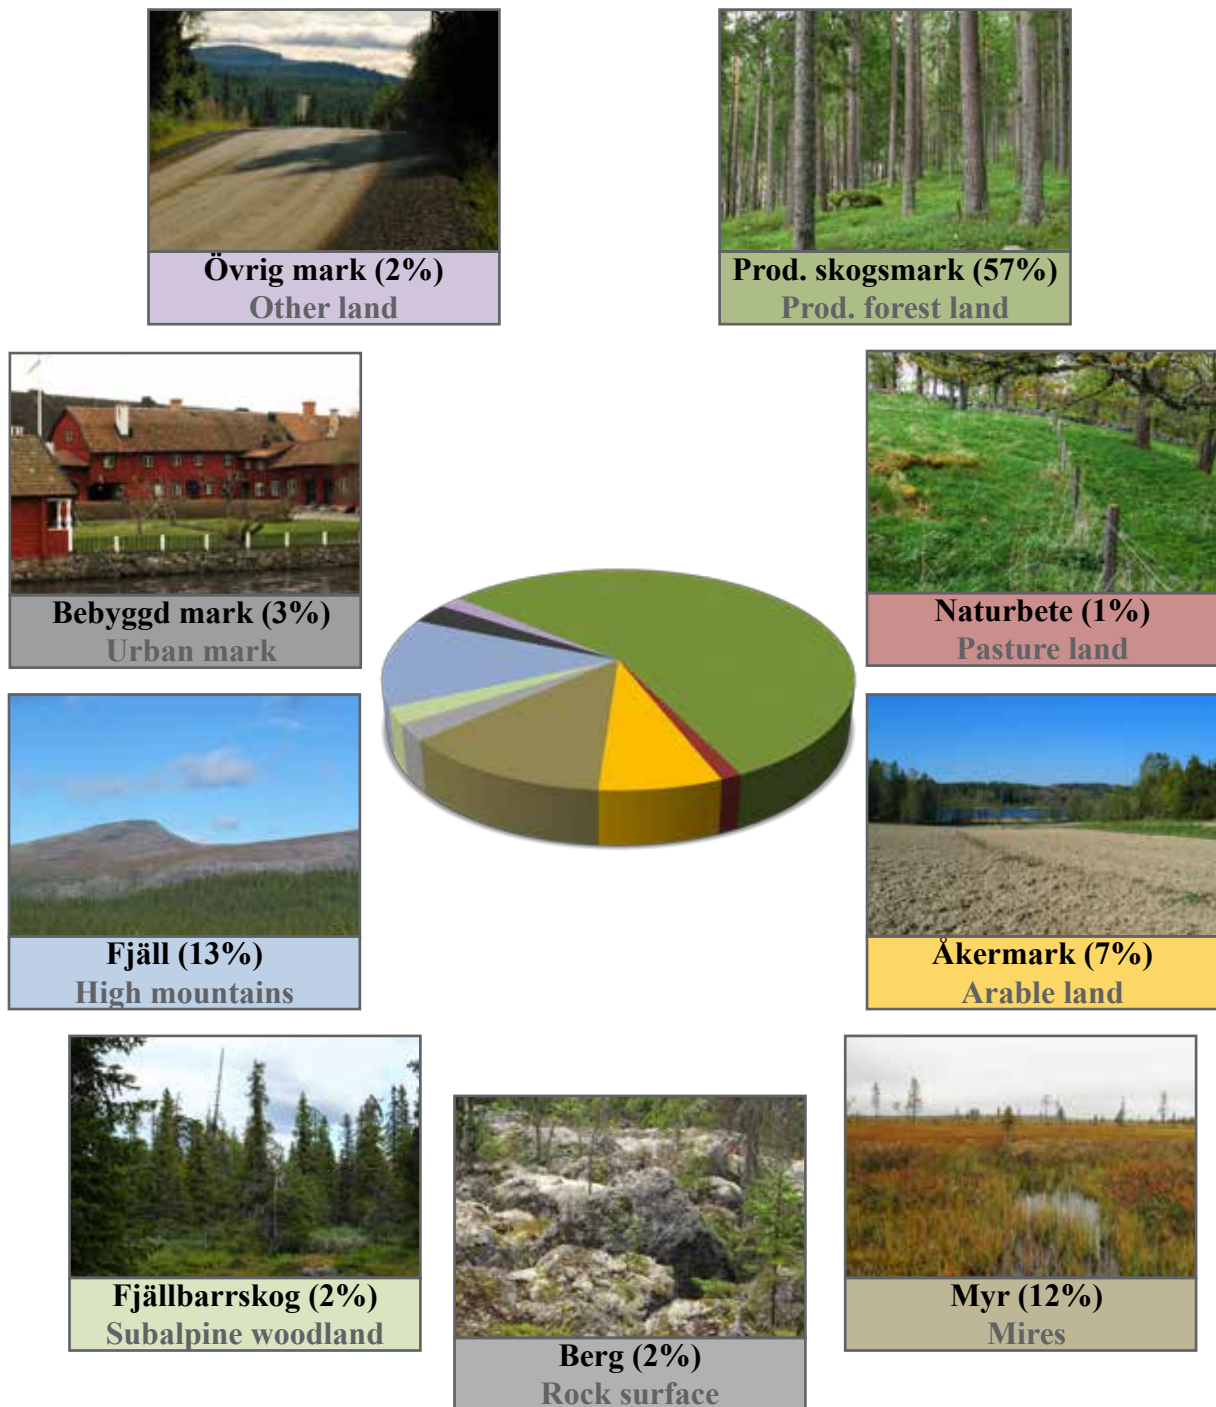 Övrig mark (2%)
Other land
Prod. skogsmark (57%)
Prod. forest land
Bebyggd mark (3%)
Urban mark
Naturbete (1%)
Pasture land
Fjäll (13%)
High mountains
Åkermark (7%)
Arable land
Fjällbarrskog (2%)
Subalpine woodland
Berg (2%)
Rock surface
Myr (12%)
Mires